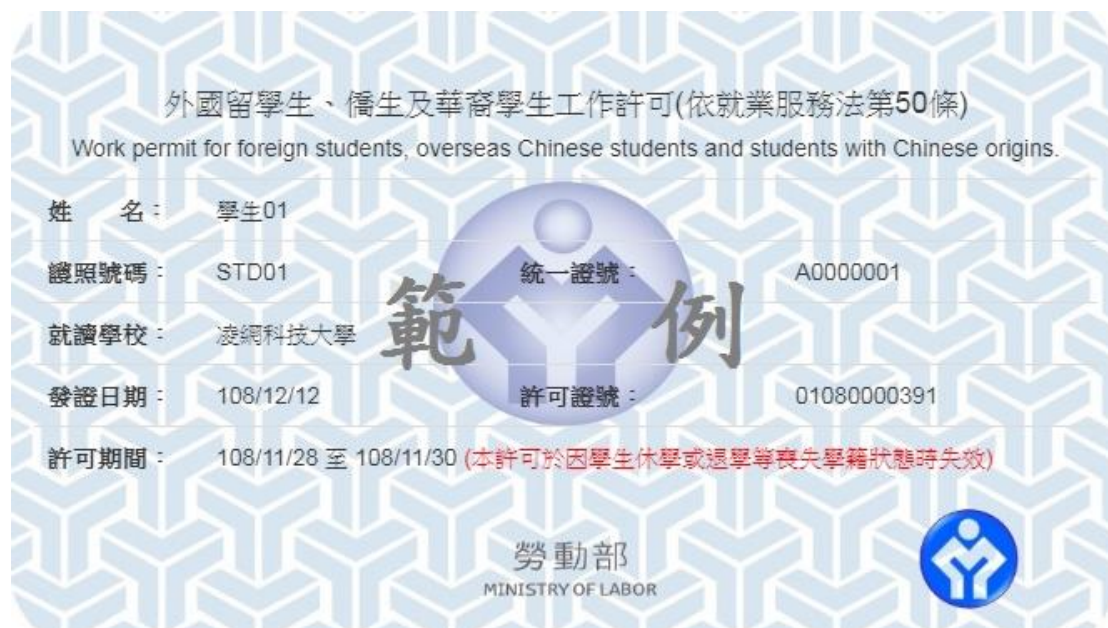 外國留學生、僑生及華裔學生工作許可(依就業服務法第50條)
Work permit for foreign students, overseas Chinese students and students with Chinese origins.
姓 名： 學生01
護照號碼： STD01 統一證號： A0000001
範例
就讀學校： 凌網科技大學
發證日期： 108/12/12 許可證號： 01080000391
許可期間： 108/11/28 至 108/11/30 (本許可於因學生休學或退學等喪失學籍狀態時失效)
勞動部
MINISTRY OF LABOR